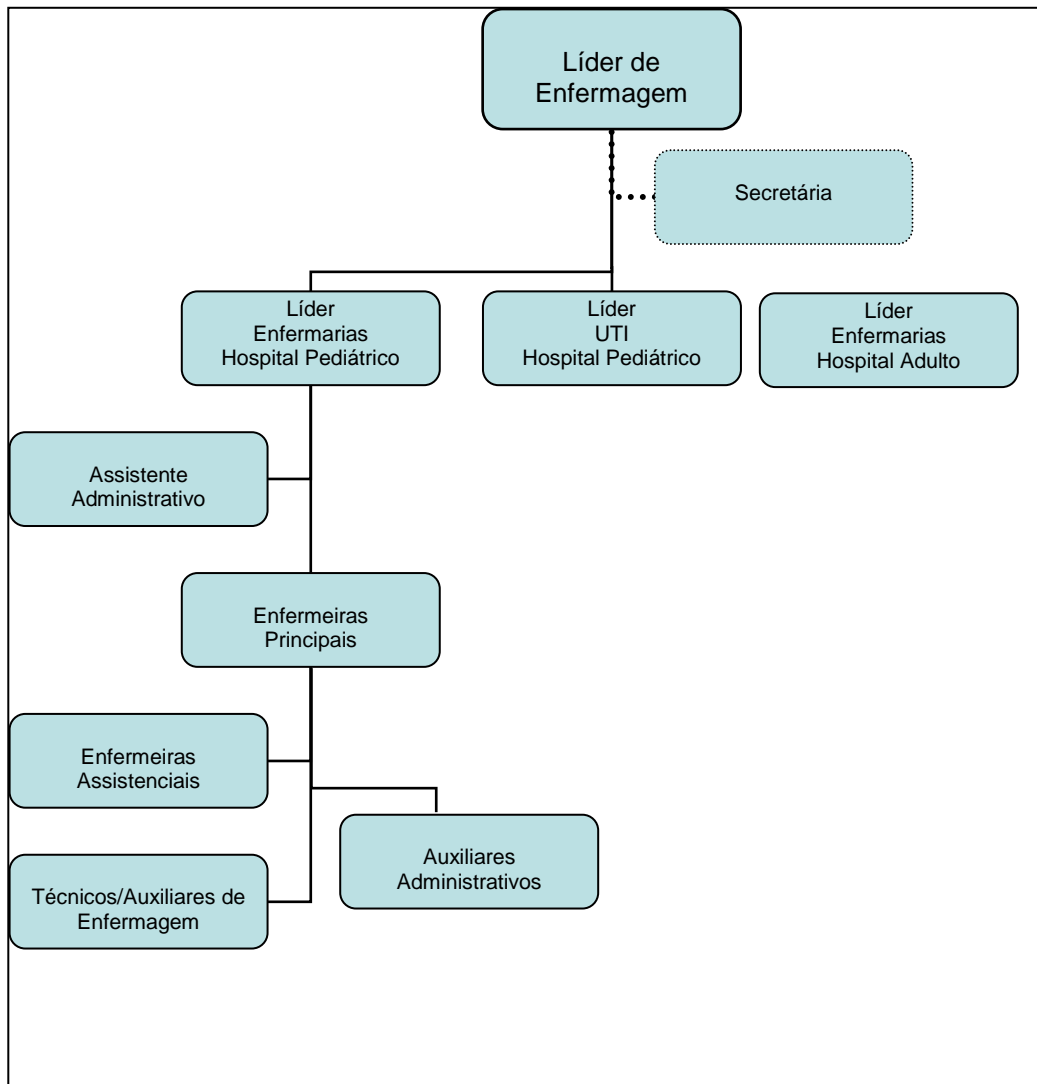 Líder de
Enfermagem
Secretária
Líder
Enfermarias
Hospital Pediátrico
Líder
UTI
Hospital Pediátrico
Líder
Enfermarias
Hospital Adulto
Assistente
Administrativo
Enfermeiras
Principais
Enfermeiras
Assistenciais
Auxiliares
Administrativos
Técnicos/Auxiliares de
Enfermagem